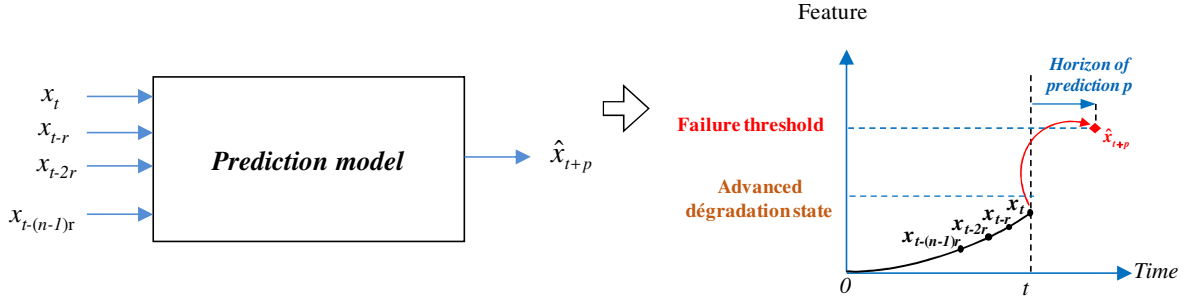 x_t
x_{t-r}
x_{t-2r}
x_{t-(n-1)r}
Prediction model
x̂_{t+p}
Feature
Horizon of
prediction p
Failure threshold
x̂_{t+p}
Advanced
dégradation state
x_t
x_{t-r}
x_{t-2r}
x_{t-(n-1)r}
0
t
Time